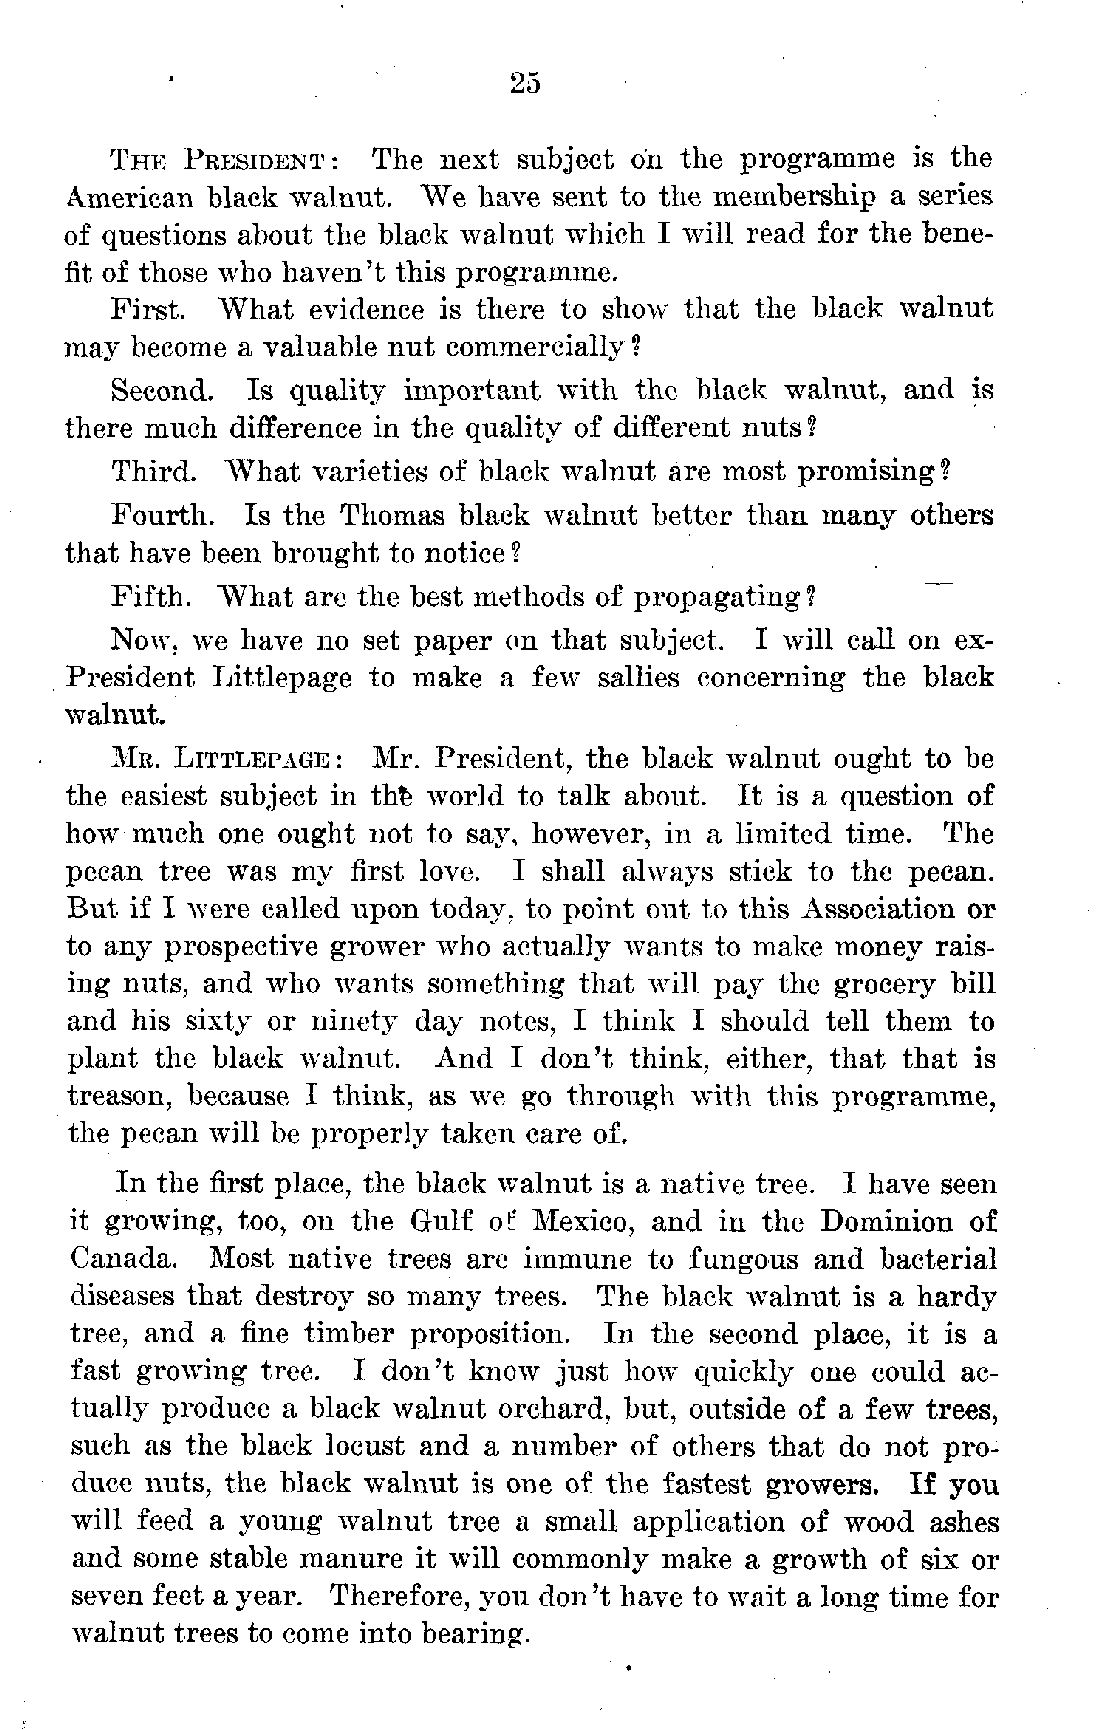 25
THE PRESIDENT: The next subject on the programme is the
American black walnut. We have sent to the membership a series
of questions about the black walnut which I will read for the bene-
fit of those who haven't this programme.
First. What evidence is there to show that the black walnut
may become a valuable nut commercially?
Second. Is quality important with the black walnut, and is
there much difference in the quality of different nuts?
Third. What varieties of black walnut are most promising?
Fourth. Is the Thomas black walnut better than many others
that have been brought to notice?
Fifth. What are the best methods of propagating?
Now, we have no set paper on that subject. I will call on ex-
President Littlepage to make a few sallies concerning the black
walnut.
MR. LITTLEPAGE: Mr. President, the black walnut ought to be
the easiest subject in the world to talk about. It is a question of
how much one ought not to say, however, in a limited time. The
pecan tree was my first love. I shall always stick to the pecan.
But if I were called upon today, to point out to this Association or
to any prospective grower who actually wants to make money rais-
ing nuts, and who wants something that will pay the grocery bill
and his sixty or ninety day notes, I think I should tell them to
plant the black walnut. And I don't think, either, that that is
treason, because I think, as we go through with this programme,
the pecan will be properly taken care of.
In the first place, the black walnut is a native tree. I have seen
it growing, too, on the Gulf of Mexico, and in the Dominion of
Canada. Most native trees are immune to fungous and bacterial
diseases that destroy so many trees. The black walnut is a hardy
tree, and a fine timber proposition. In the second place, it is a
fast growing tree. I don't know just how quickly one could ac-
tually produce a black walnut orchard, but, outside of a few trees,
such as the black locust and a number of others that do not pro-
duce nuts, the black walnut is one of the fastest growers. If you
will feed a young walnut tree a small application of wood ashes
and some stable manure it will commonly make a growth of six or
seven feet a year. Therefore, you don't have to wait a long time for
walnut trees to come into bearing.